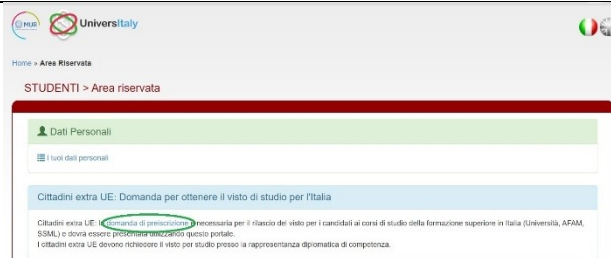 MUR UniversItaly
Home » Area Riservata
STUDENTI > Area riservata
Dati Personali
I tuoi dati personali
Cittadini extra UE: Domanda per ottenere il visto di studio per l'Italia
Cittadini extra UE: la domanda di preiscrizione è necessaria per il rilascio del visto per i candidati ai corsi di studio della formazione superiore in Italia (Università, AFAM,
SSML) e dovrà essere presentata utilizzando questo portale.
I cittadini extra UE devono richiedere il visto per studio presso la rappresentanza diplomatica di competenza.